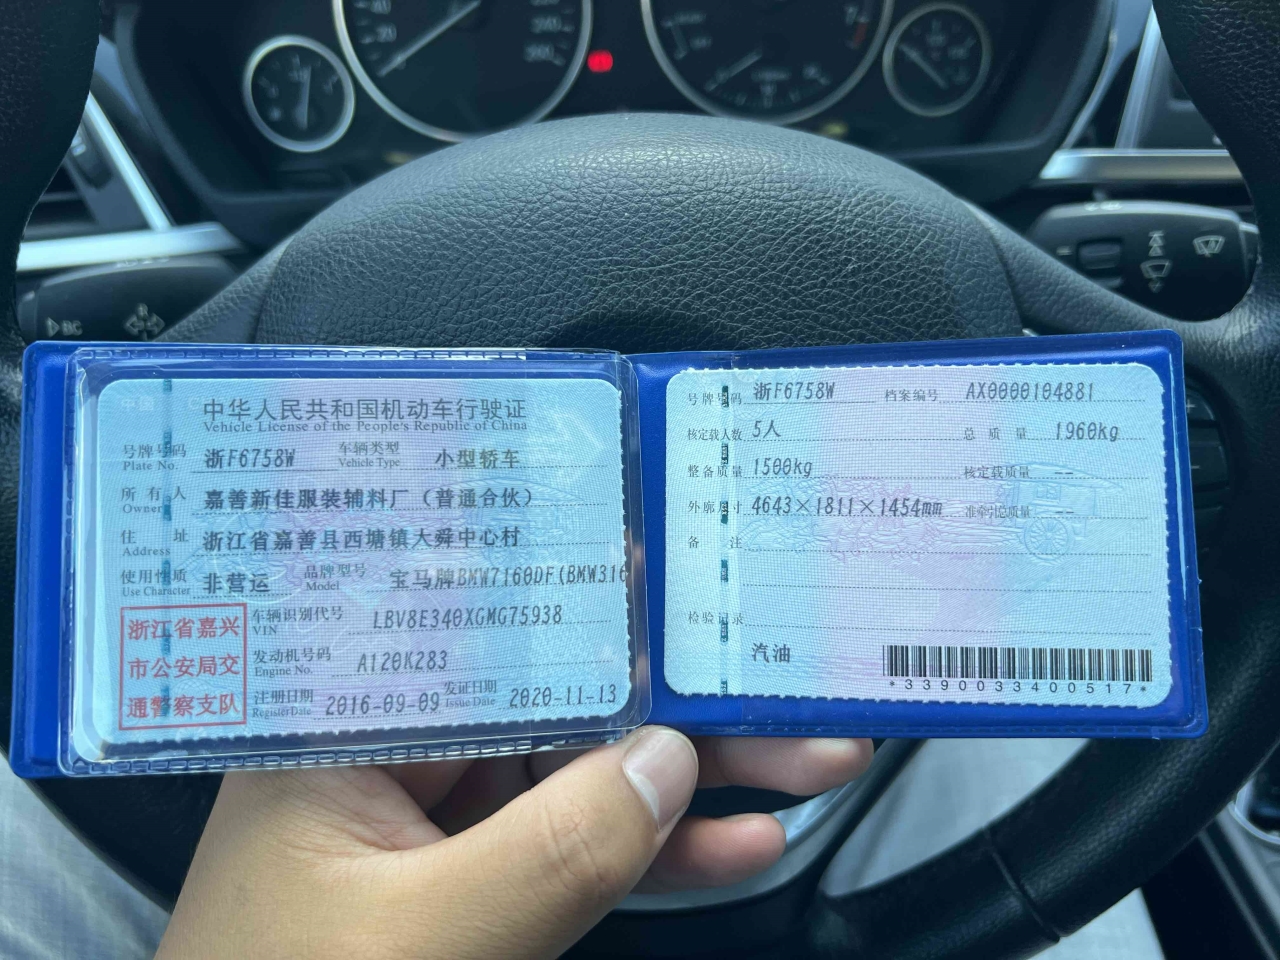 中华人民共和国机动车行驶证
Vehicle License of the People's Republic of China
号牌号码 浙F6758W 车辆类型 小型轿车
Plate No. Vehicle Type
所有人 嘉善新佳服装辅料厂（普通合伙）
Owner
住址 浙江省嘉善县西塘镇大舜中心村
Address
使用性质 非营运 品牌型号 宝马牌BMW7160DF(BMW316
Use Character Model
浙江省嘉兴
市公安局交
通警察支队
车辆识别代号 LBV8E340XGMG75938
VIN
发动机号码 A120K283
Engine No.
注册日期 2016-09-09 发证日期 2020-11-13
Register Date Issue Date
号牌号码 浙F6758W 档案编号 AX0000104881
核定载人数 5人 总质量 1960kg
整备质量 1500kg 核定载质量 --
外廓尺寸 4643×1811×1454mm 准牵引总质量 --
备注
检验记录
汽油
*3390033400517*
BC